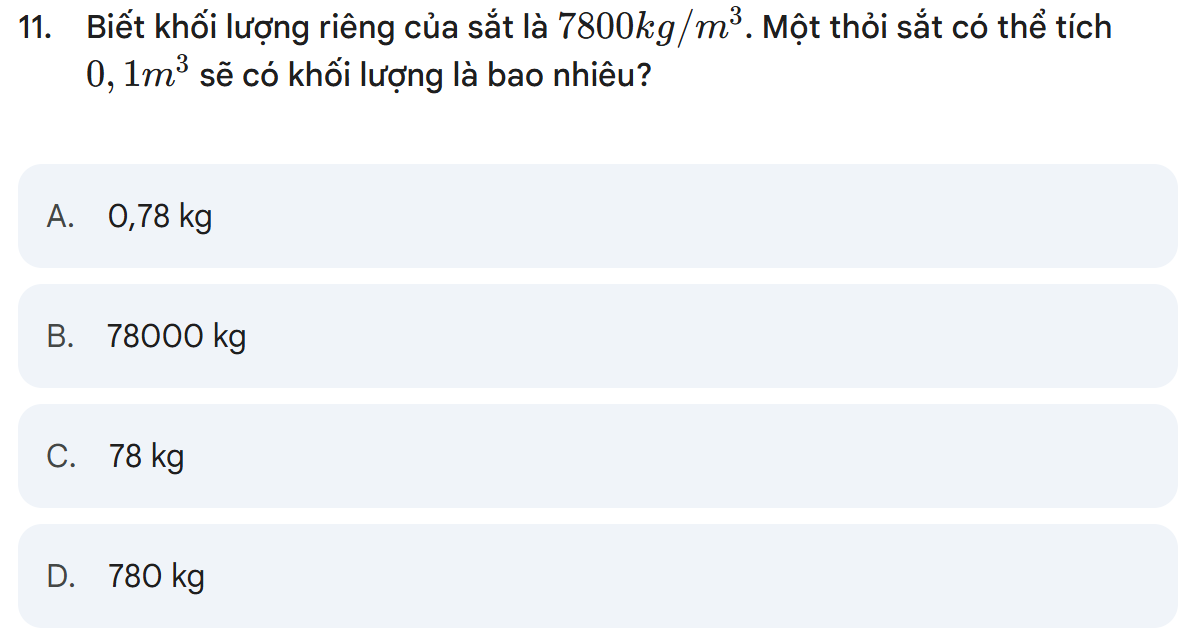 11. Biết khối lượng riêng của sắt là 7800kg/m³. Một thỏi sắt có thể tích
0, 1m³ sẽ có khối lượng là bao nhiêu?
A. 0,78 kg
B. 78000 kg
C. 78 kg
D. 780 kg